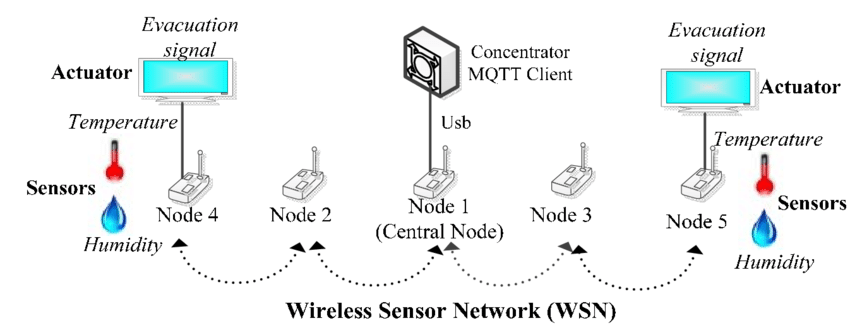 Evacuation
signal
Actuator
Temperature
Sensors
Humidity
Node 4
Node 2
Concentrator
MQTT Client
Usb
Node 1
(Central Node)
Node 3
Evacuation
signal
Actuator
Temperature
Sensors
Node 5
Humidity
Wireless Sensor Network (WSN)